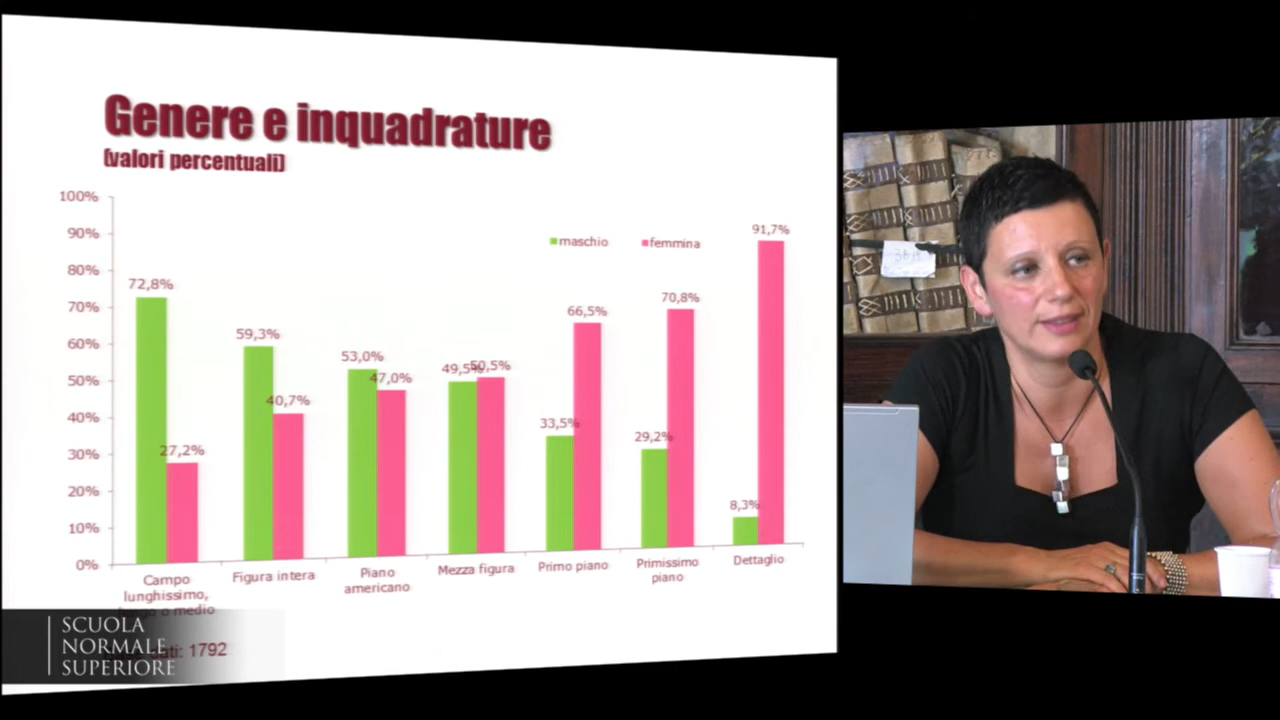 Genere e inquadrature
(valori percentuali)
100%
90%
80%
70%
60%
50%
40%
30%
20%
10%
0%
maschio
femmina
72,8%
27,2%
59,3%
40,7%
53,0%
47,0%
49,5%
50,5%
33,5%
66,5%
29,2%
70,8%
8,3%
91,7%
Campo
lunghissimo,
lungo o medio
Figura intera
Piano
americano
Mezza figura
Primo piano
Primissimo
piano
Dettaglio
dati: 1792
SCUOLA
NORMALE
SUPERIORE